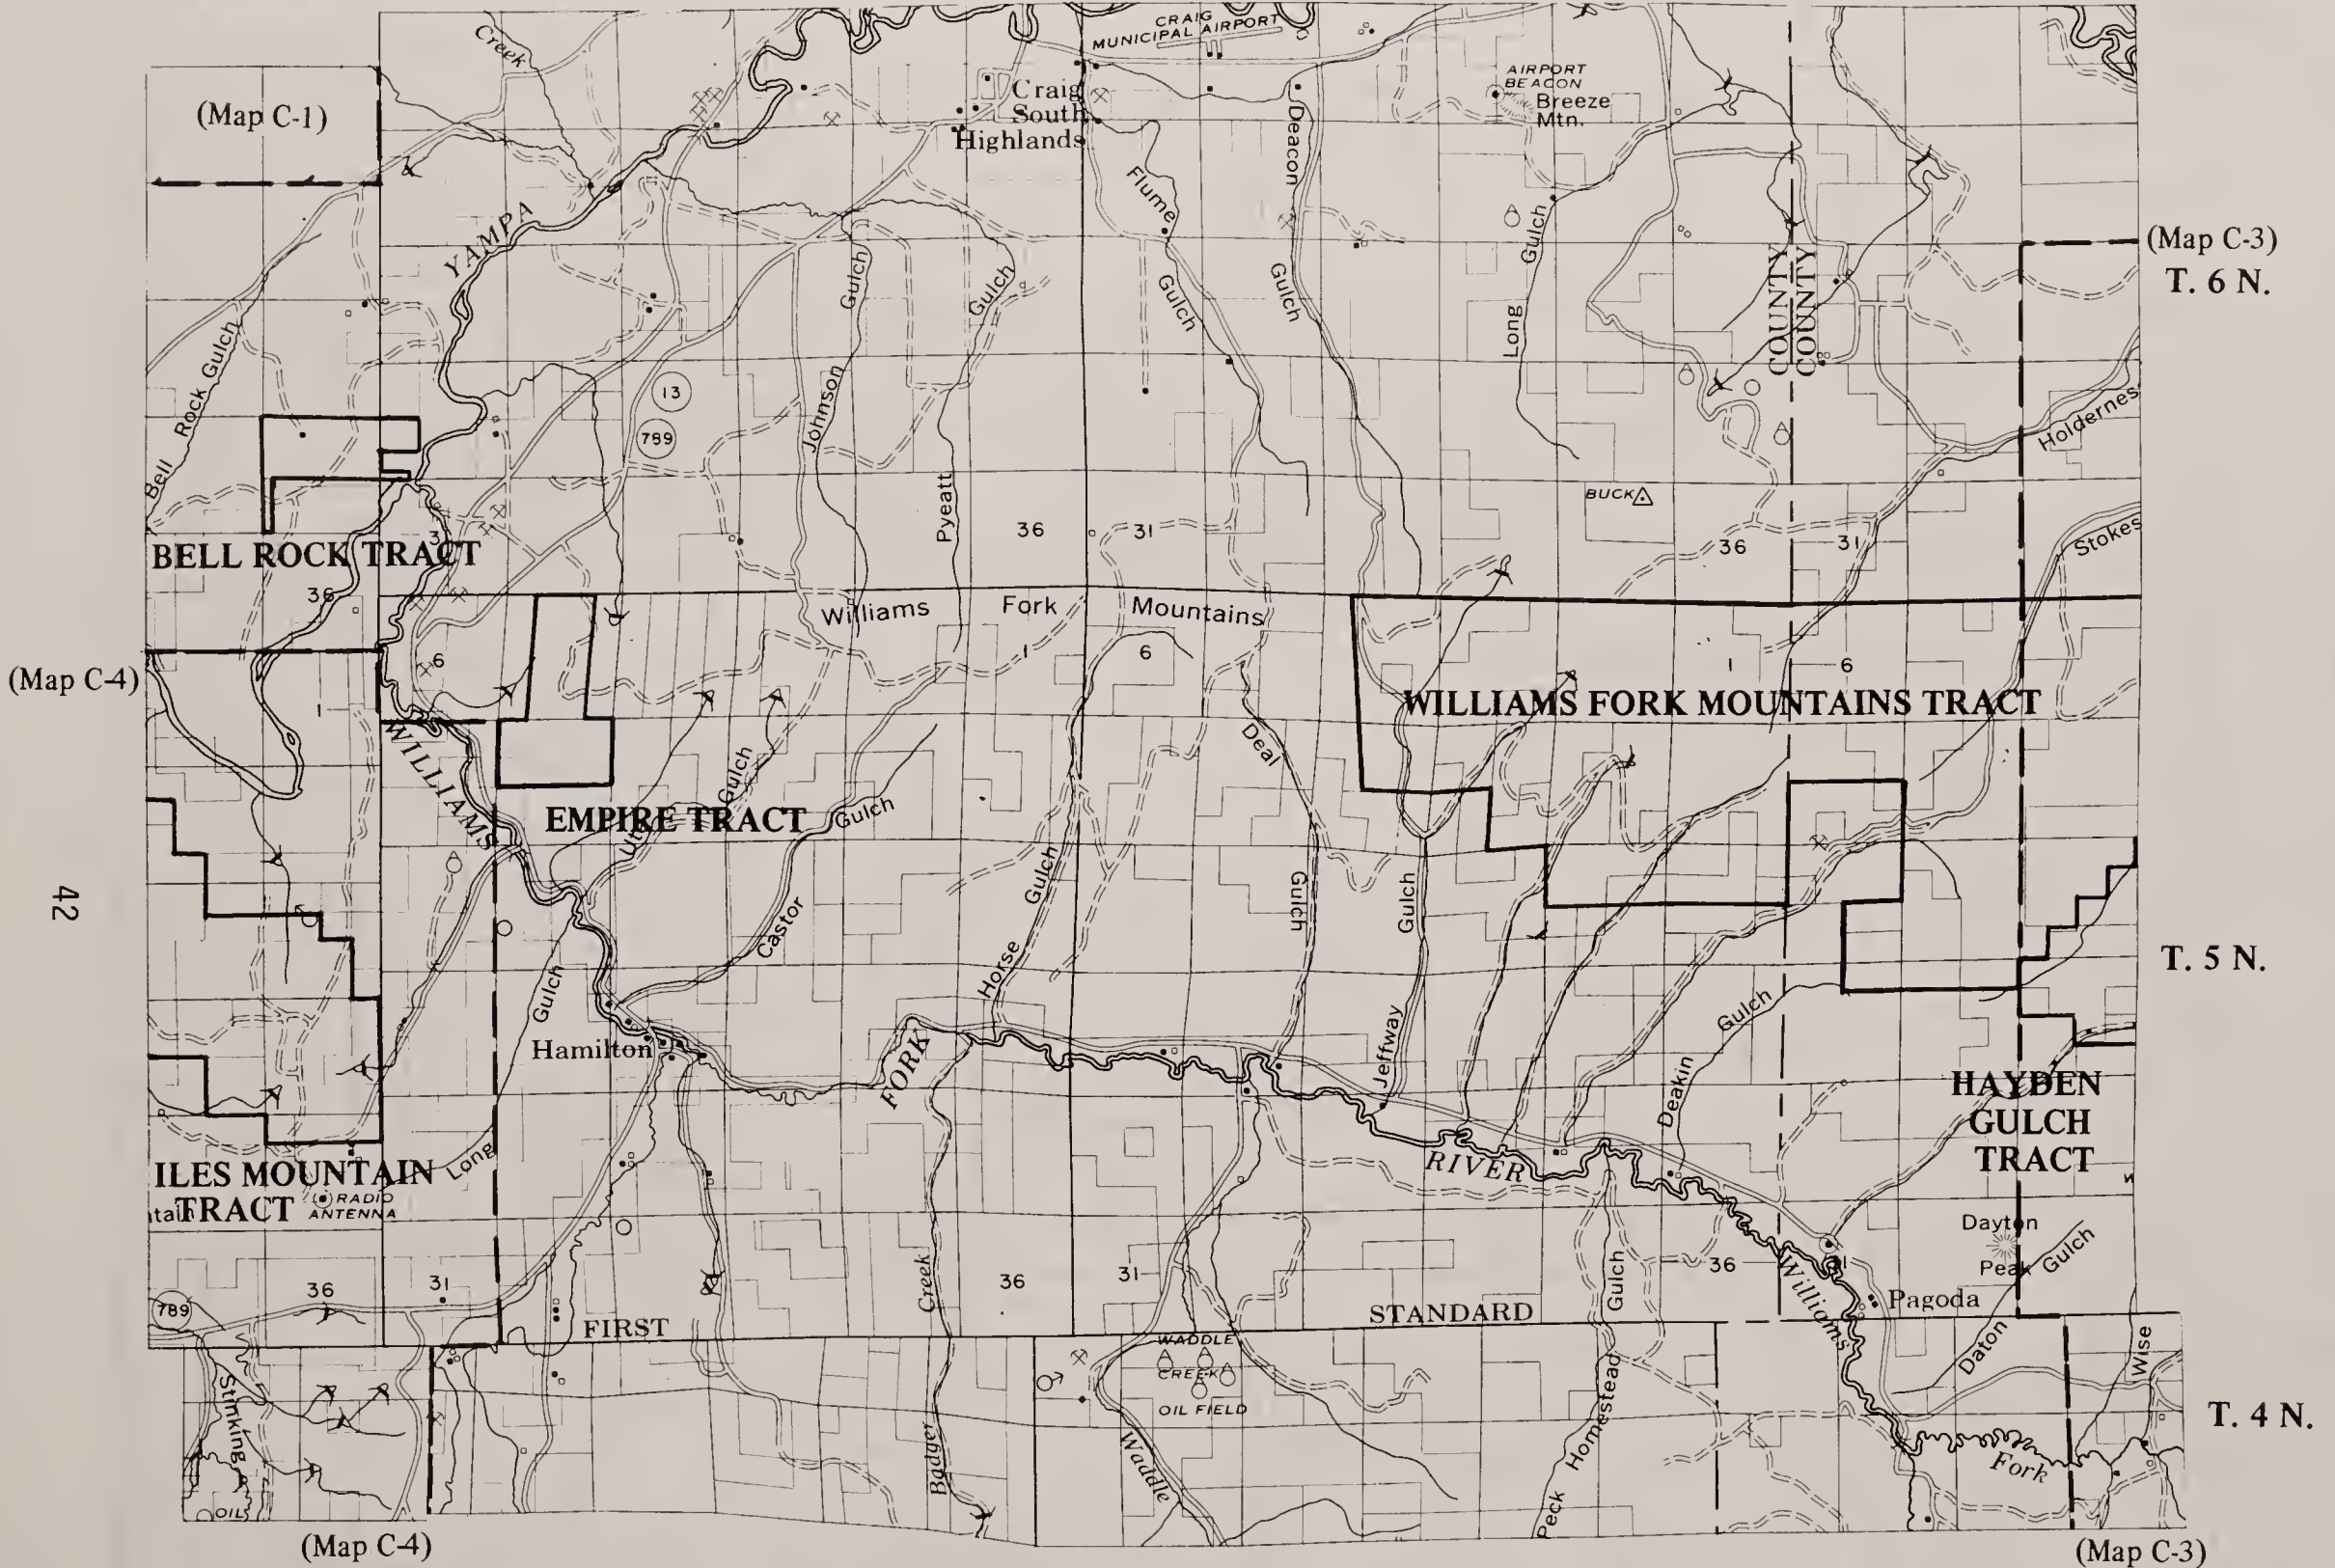 CRAIG
MUNICIPAL AIRPORT
Creek
(Map C-1)
Craig
South
Highlands
AIRPORT
BEACON
Breeze
Mtn.
Deacon
Flume
YAMPA
Gulch
Gulch
Gulch
Gulch
Gulch
Long
COUNTY
COUNTY
(Map C-3)
T. 6 N.
Bell Rock Gulch
13
789
Johnson
Pyeatt
Holdernes
BUCK
Stokes
36
31
36
31
3
BELL ROCK TRACT
36
Williams Fork Mountains
(Map C-4)
6
1
6
1
6
1
WILLIAMS FORK MOUNTAINS TRACT
WILLIAMS
Deal
Gulch
EMPIRE TRACT
Gulch
42
Gulch
Gulch
Gulch
Castor
Horse
T. 5 N.
Gulch
Gulch
Hamilton
FORK
Jeffway
Deakin
HAYDEN
GULCH
TRACT
Long
RIVER
ILES MOUNTAIN
TRACT
RADIO
ANTENNA
Dayton
Peak
Gulch
36
31
36
31
36
789
Creek
Gulch
Williams
Pagoda
FIRST
STANDARD
WADDLE
CREEK
OIL FIELD
Daton
Wise
Stinking
Badger
Waddle
Homestead
Peck
T. 4 N.
Fork
OIL
(Map C-4)
(Map C-3)